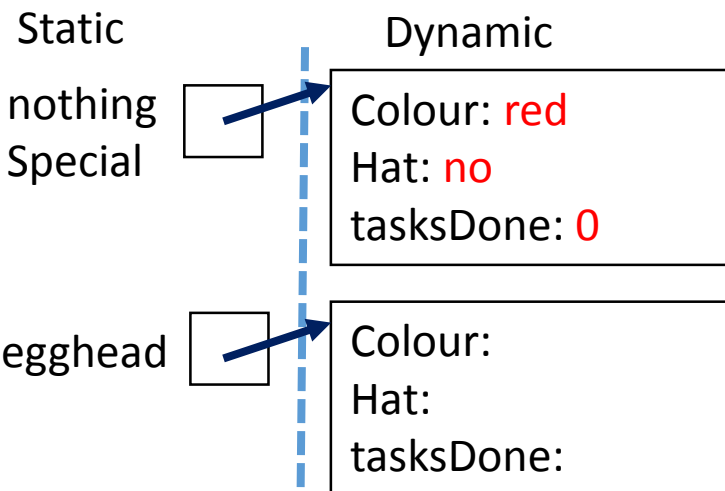 Static
Dynamic
nothing
Special
Colour: red
Hat: no
tasksDone: 0
egghead
Colour:
Hat:
tasksDone: